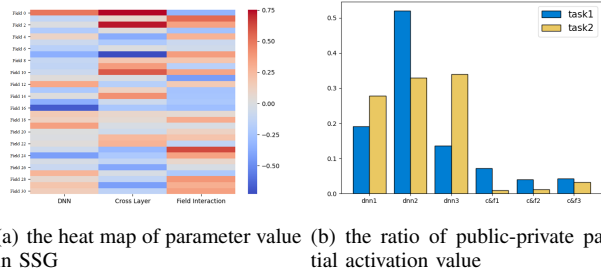 Field 0
Field 2
Field 4
Field 6
Field 8
Field 10
Field 12
Field 14
Field 16
Field 18
Field 20
Field 22
Field 24
Field 26
Field 28
Field 30
DNN Cross Layer Field Interaction
0.75
0.50
0.25
0.00
−0.25
−0.50
task1
task2
0.5
0.4
0.3
0.2
0.1
0.0
dnn1 dnn2 dnn3 c&f1 c&f2 c&f3
(a) the heat map of parameter value
in SSG
(b) the ratio of public-private pa
tial activation value